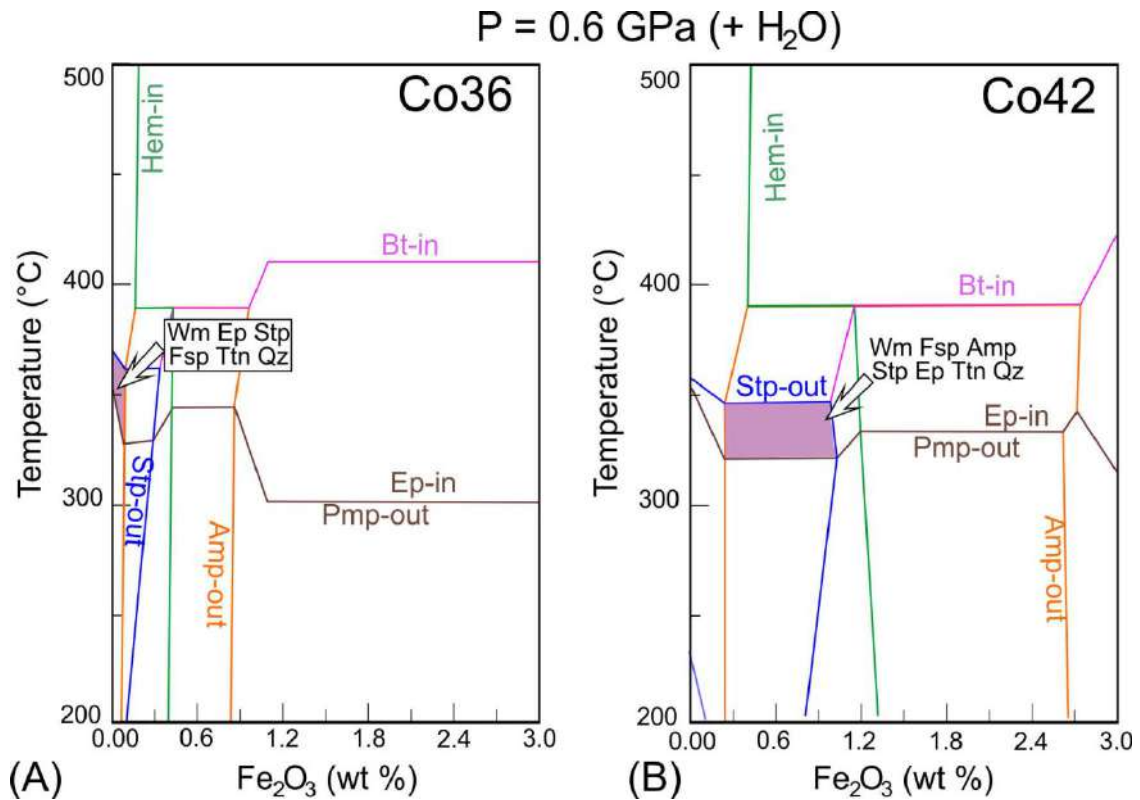 P = 0.6 GPa (+ H₂O)
Co36
500
400
300
200
Temperature (°C)
Hem-in
Bt-in
Wm Ep Stp
Fsp Ttn Qz
Stp-out
Ep-in
Pmp-out
Amp-out
0.00 0.6 1.2 1.8 2.4 3.0
Fe₂O₃ (wt %)
(A)
Co42
500
400
300
200
Temperature (°C)
Hem-in
Bt-in
Wm Fsp Amp
Stp Ep Ttn Qz
Stp-out
Ep-in
Pmp-out
Amp-out
0.00 0.6 1.2 1.8 2.4 3.0
Fe₂O₃ (wt %)
(B)